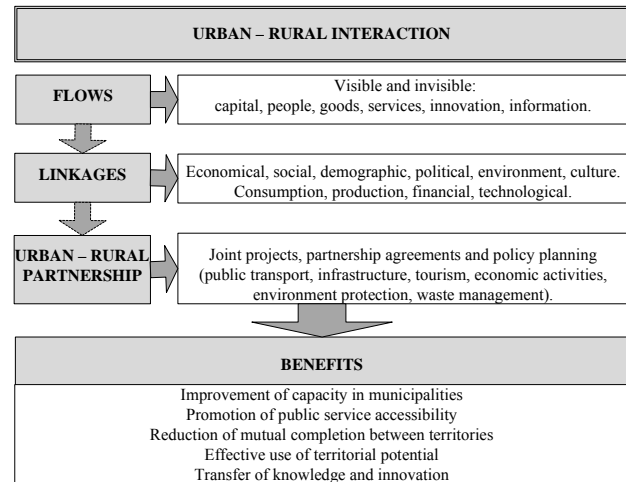 URBAN – RURAL INTERACTION
FLOWS
Visible and invisible:
capital, people, goods, services, innovation, information.
LINKAGES
Economical, social, demographic, political, environment, culture.
Consumption, production, financial, technological.
URBAN – RURAL
PARTNERSHIP
Joint projects, partnership agreements and policy planning
(public transport, infrastructure, tourism, economic activities,
environment protection, waste management).
BENEFITS
Improvement of capacity in municipalities
Promotion of public service accessibility
Reduction of mutual completion between territories
Effective use of territorial potential
Transfer of knowledge and innovation